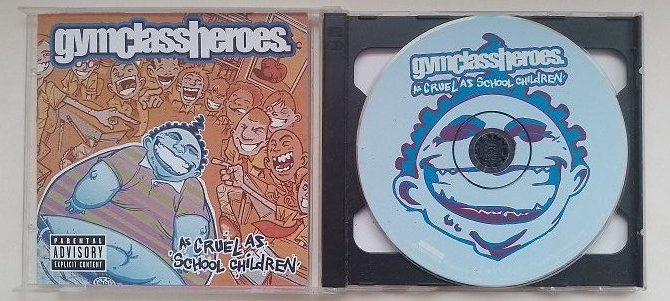 gymclassheroes.
AS CRUEL AS
SCHOOL CHILDREN
PARENTAL
ADVISORY
EXPLICIT CONTENT
gymclassheroes.
AS CRUEL AS SCHOOL CHILDREN